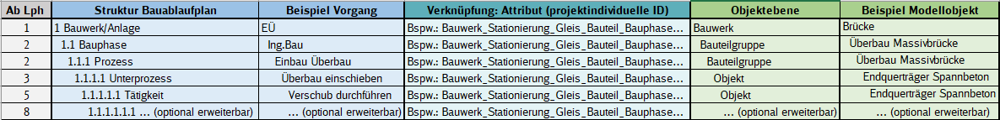 Ab Lph Struktur Bauablaufplan Beispiel Vorgang Verknüpfung: Attribut (projektindividuelle ID) Objektebene Beispiel Modellobjekt
1 1 Bauwerk/Anlage EÜ Bspw.: Bauwerk_Stationierung_Gleis_Bauteil_Bauphase... Bauwerk Brücke
2 1.1 Bauphase Ing.Bau Bspw.: Bauwerk_Stationierung_Gleis_Bauteil_Bauphase... Bauteilgruppe Überbau Massivbrücke
2 1.1.1 Prozess Einbau Überbau Bspw.: Bauwerk_Stationierung_Gleis_Bauteil_Bauphase... Bauteilgruppe Überbau Massivbrücke
3 1.1.1.1 Unterprozess Überbau einschieben Bspw.: Bauwerk_Stationierung_Gleis_Bauteil_Bauphase... Objekt Endquerträger Spannbeton
5 1.1.1.1.1 Tätigkeit Verschub durchführen Bspw.: Bauwerk_Stationierung_Gleis_Bauteil_Bauphase... Objekt Endquerträger Spannbeton
8 1.1.1.1.1.1 ... (optional erweiterbar) ... (optional erweiterbar) Bspw.: Bauwerk_Stationierung_Gleis_Bauteil_Bauphase... ... (optional erweiterbar) ... (optional erweiterbar)